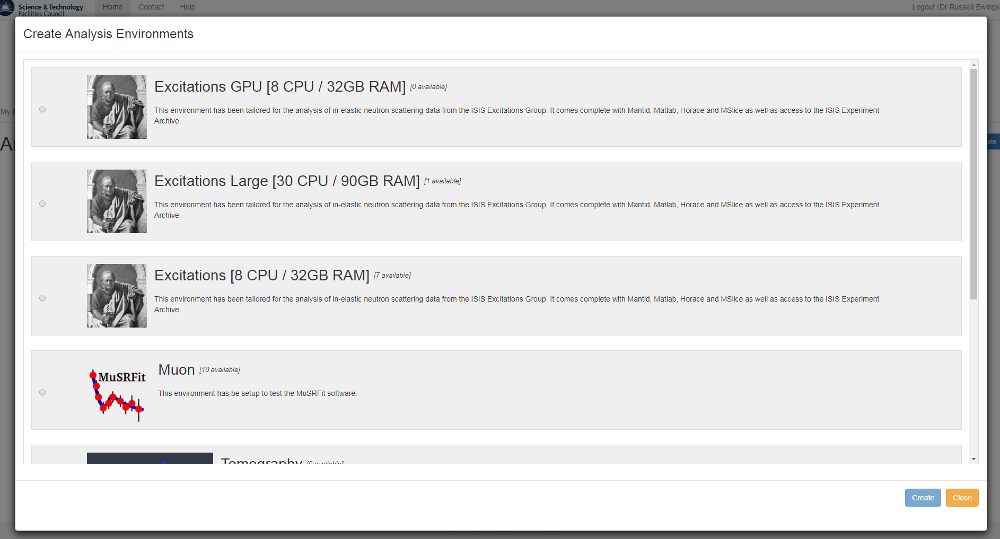 Science & Technology
Facilities Council
Home
Contact
Help
Logout (Dr Russell Ewings
Create Analysis Environments
My
Excitations GPU [8 CPU / 32GB RAM] [0 available]
This environment has been tailored for the analysis of in-elastic neutron scattering data from the ISIS Excitations Group. It comes complete with Mantid, Matlab, Horace and MSlice as well as access to the ISIS Experiment
Archive.
ate
Excitations Large [30 CPU / 90GB RAM] [1 available]
This environment has been tailored for the analysis of in-elastic neutron scattering data from the ISIS Excitations Group. It comes complete with Mantid, Matlab, Horace and MSlice as well as access to the ISIS Experiment
Archive.
Excitations [8 CPU / 32GB RAM] [7 available]
This environment has been tailored for the analysis of in-elastic neutron scattering data from the ISIS Excitations Group. It comes complete with Mantid, Matlab, Horace and MSlice as well as access to the ISIS Experiment
Archive.
MuSRFit
Muon [10 available]
This environment has be setup to test the MuSRFit software.
Tomography [0 available]
Create
Close